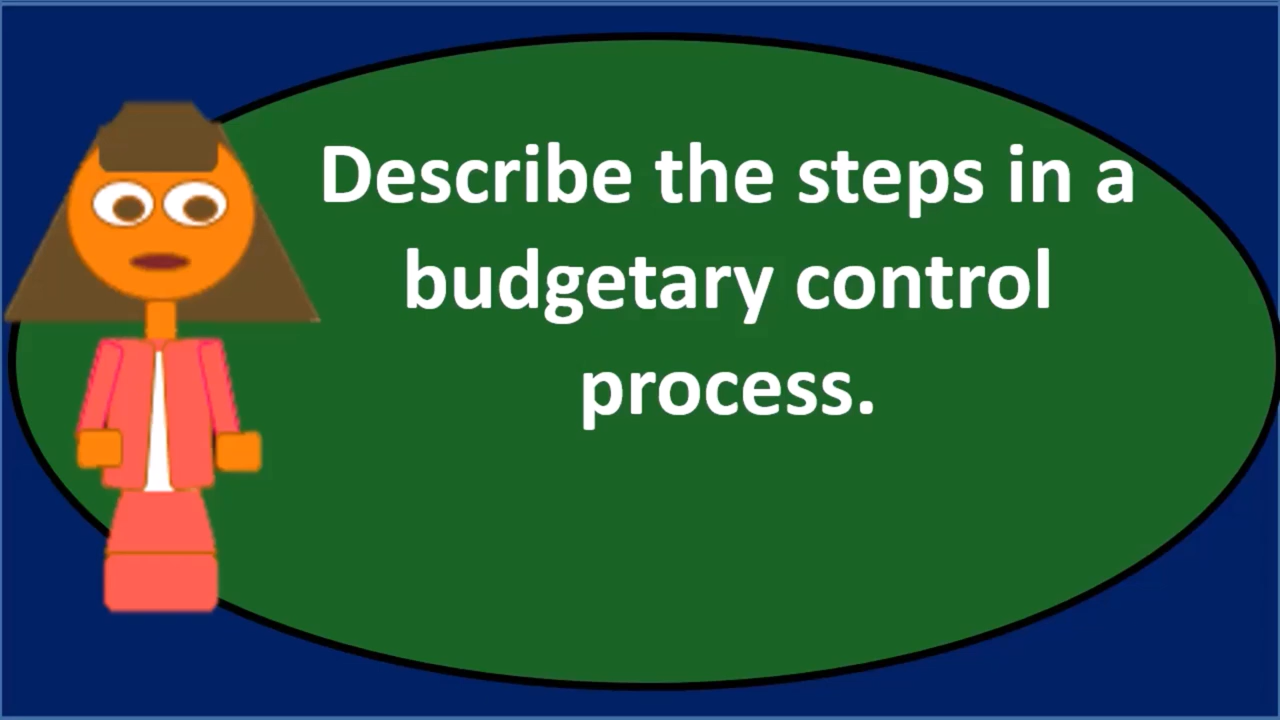 Describe the steps in a
budgetary control
process.